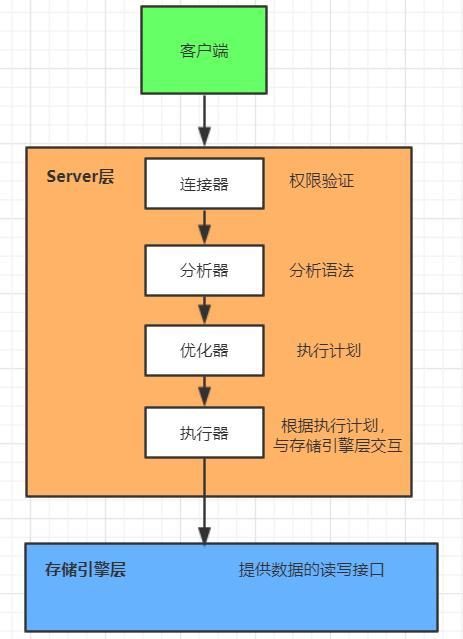 客户端
Server层
连接器
权限验证
分析器
分析语法
优化器
执行计划
执行器
根据执行计划，
与存储引擎层交互
存储引擎层
提供数据的读写接口